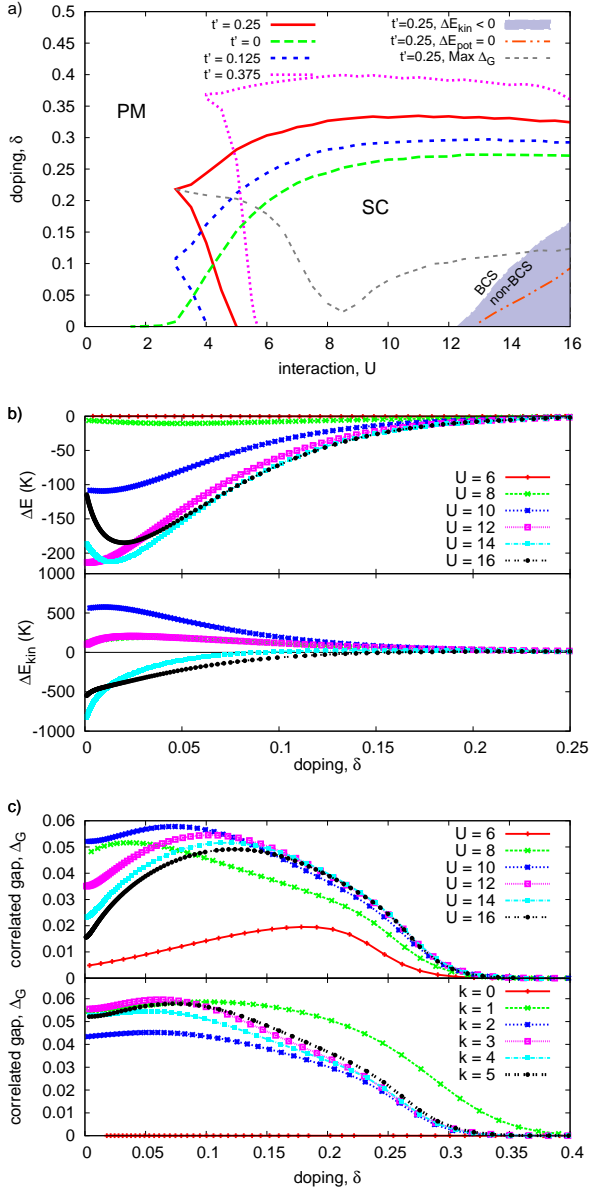 a)
t' = 0.25
t' = 0
t' = 0.125
t' = 0.375
t'=0.25, ΔE_kin < 0
t'=0.25, ΔE_pot = 0
t'=0.25, Max Δ_G
PM
SC
BCS
non-BCS
doping, δ
0.5
0.45
0.4
0.35
0.3
0.25
0.2
0.15
0.1
0.05
0
0 2 4 6 8 10 12 14 16
interaction, U
b)
ΔE (K)
0
-50
-100
-150
-200
U = 6
U = 8
U = 10
U = 12
U = 14
U = 16
ΔE_kin (K)
1000
500
0
-500
-1000
0 0.05 0.1 0.15 0.2 0.25
doping, δ
c)
correlated gap, Δ_G
0.06
0.05
0.04
0.03
0.02
0.01
0
U = 6
U = 8
U = 10
U = 12
U = 14
U = 16
correlated gap, Δ_G
0.06
0.05
0.04
0.03
0.02
0.01
0
k = 0
k = 1
k = 2
k = 3
k = 4
k = 5
0 0.05 0.1 0.15 0.2 0.25 0.3 0.35 0.4
doping, δ